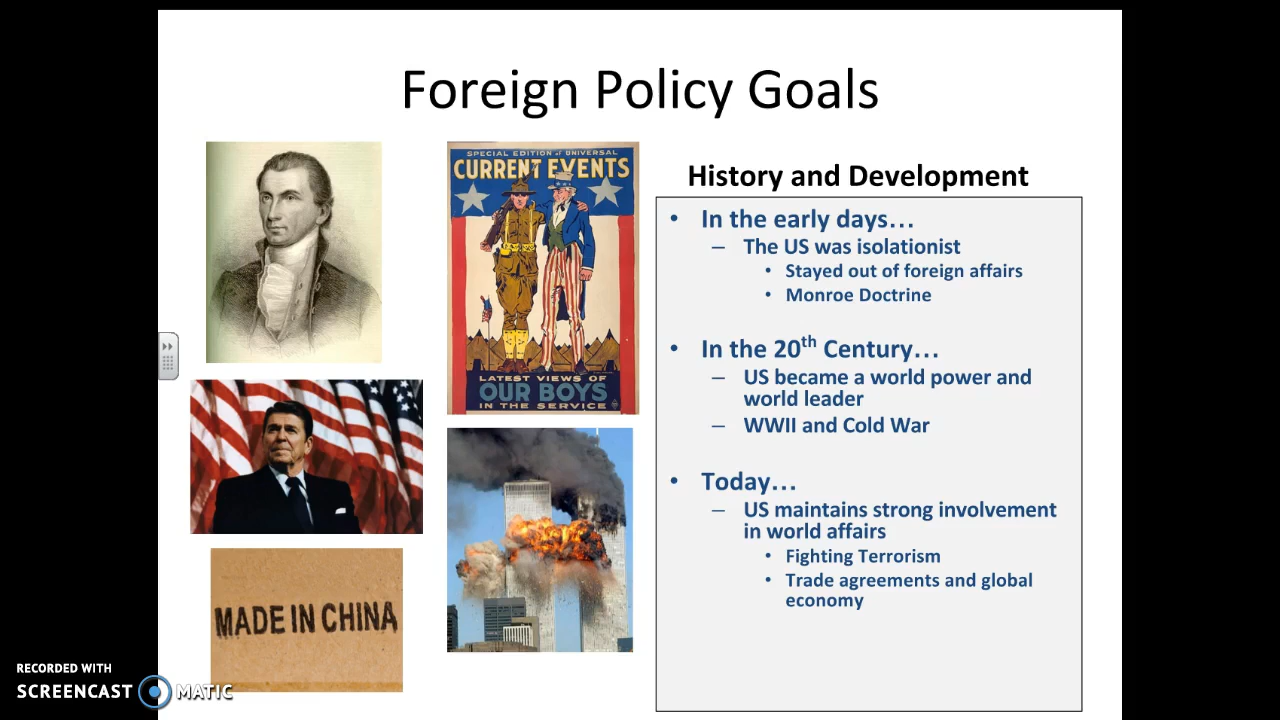 Foreign Policy Goals
SPECIAL EDITION of UNIVERSAL
CURRENT EVENTS
LATEST VIEWS OF
OUR BOYS
IN THE SERVICE
MADE IN CHINA
History and Development
• In the early days…
– The US was isolationist
• Stayed out of foreign affairs
• Monroe Doctrine
• In the 20th Century…
– US became a world power and
world leader
– WWII and Cold War
• Today…
– US maintains strong involvement
in world affairs
• Fighting Terrorism
• Trade agreements and global
economy
RECORDED WITH
SCREENCAST MATIC